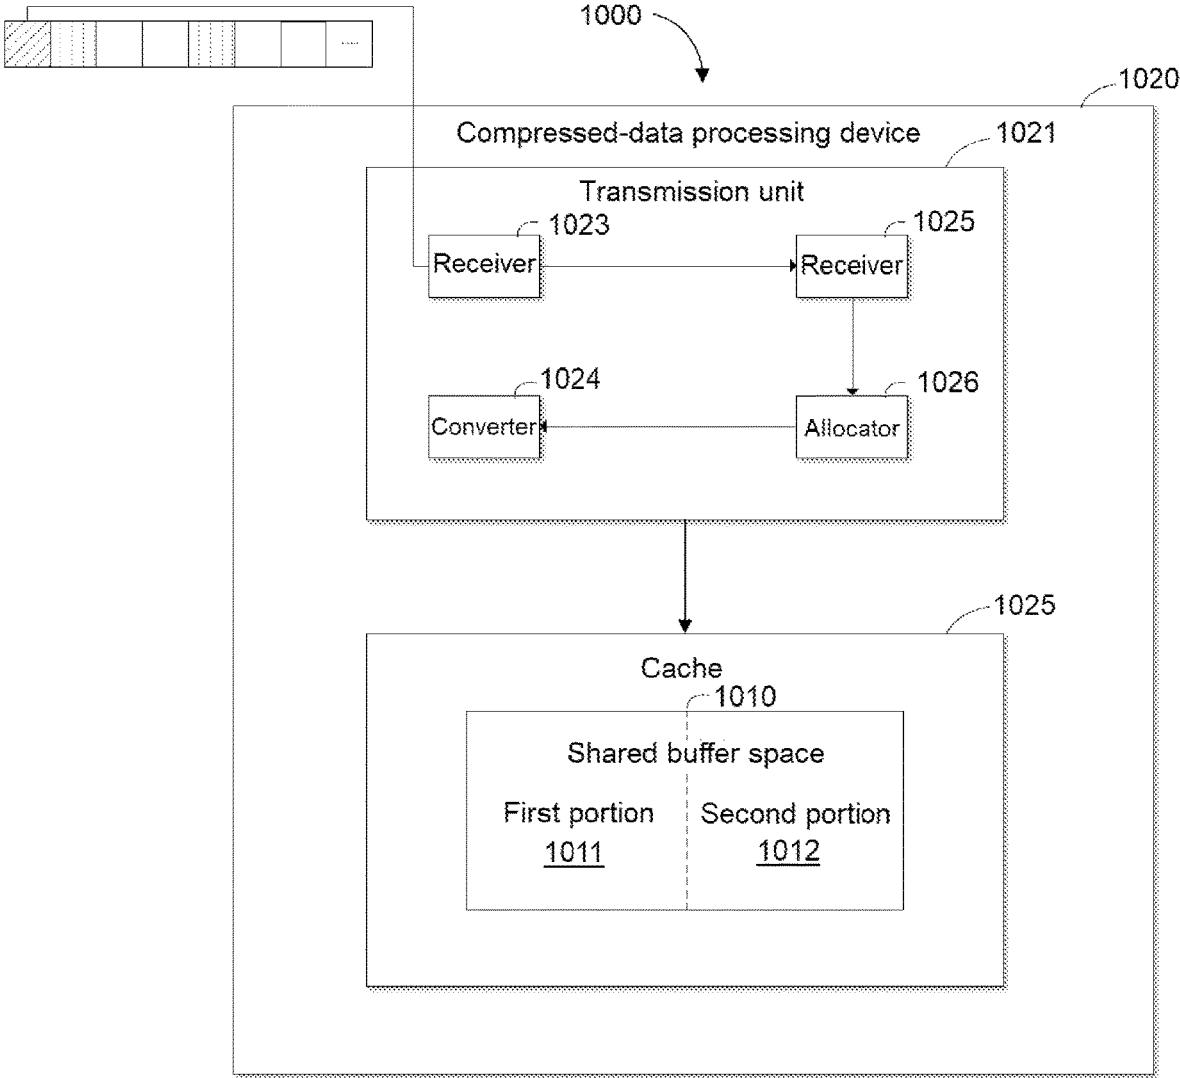 1000
.....
1020
Compressed-data processing device
1021
Transmission unit
1023
1025
Receiver
Receiver
1024
1026
Converter
Allocator
1025
Cache
1010
Shared buffer space
First portion
Second portion
1011
1012